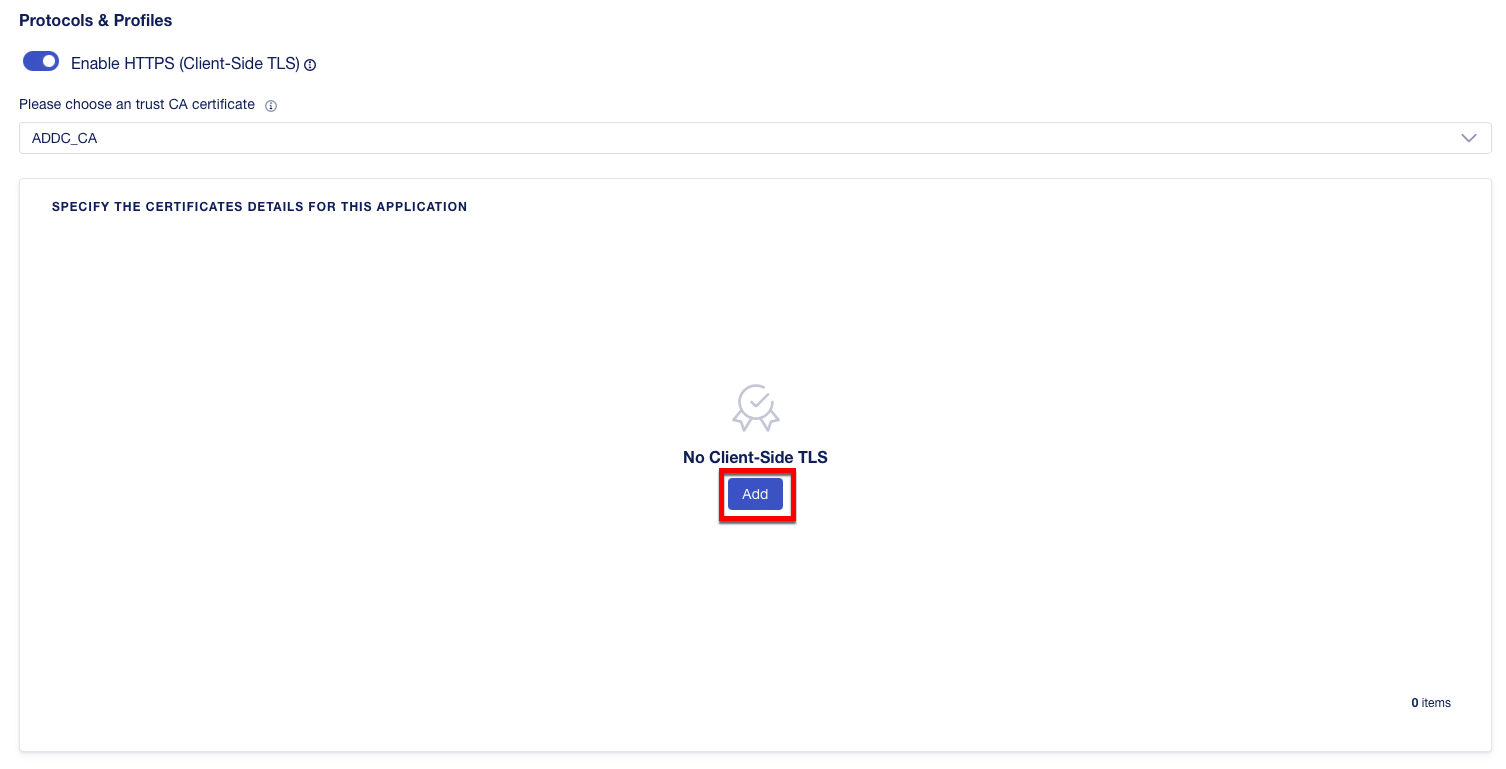 Protocols & Profiles
Enable HTTPS (Client-Side TLS)
Please choose an trust CA certificate
ADDC_CA
SPECIFY THE CERTIFICATES DETAILS FOR THIS APPLICATION
No Client-Side TLS
Add
0 items